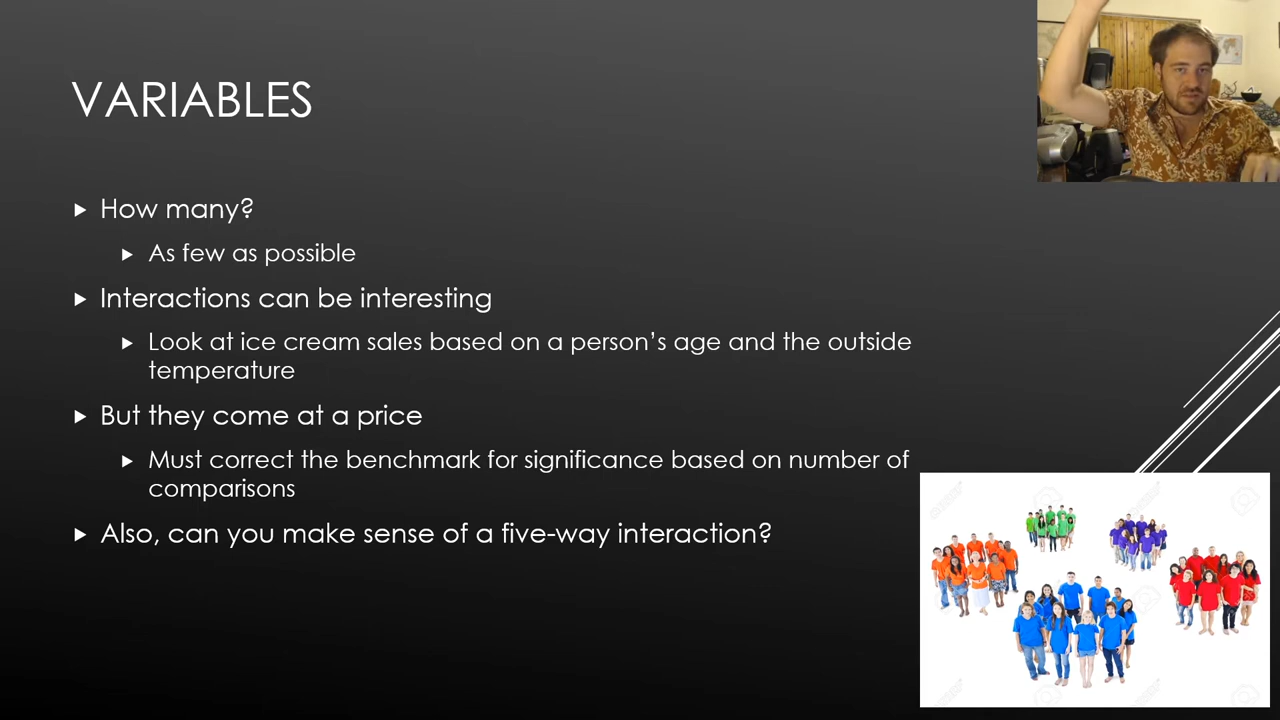 VARIABLES
How many?
As few as possible
Interactions can be interesting
Look at ice cream sales based on a person’s age and the outside
temperature
But they come at a price
Must correct the benchmark for significance based on number of
comparisons
Also, can you make sense of a five-way interaction?